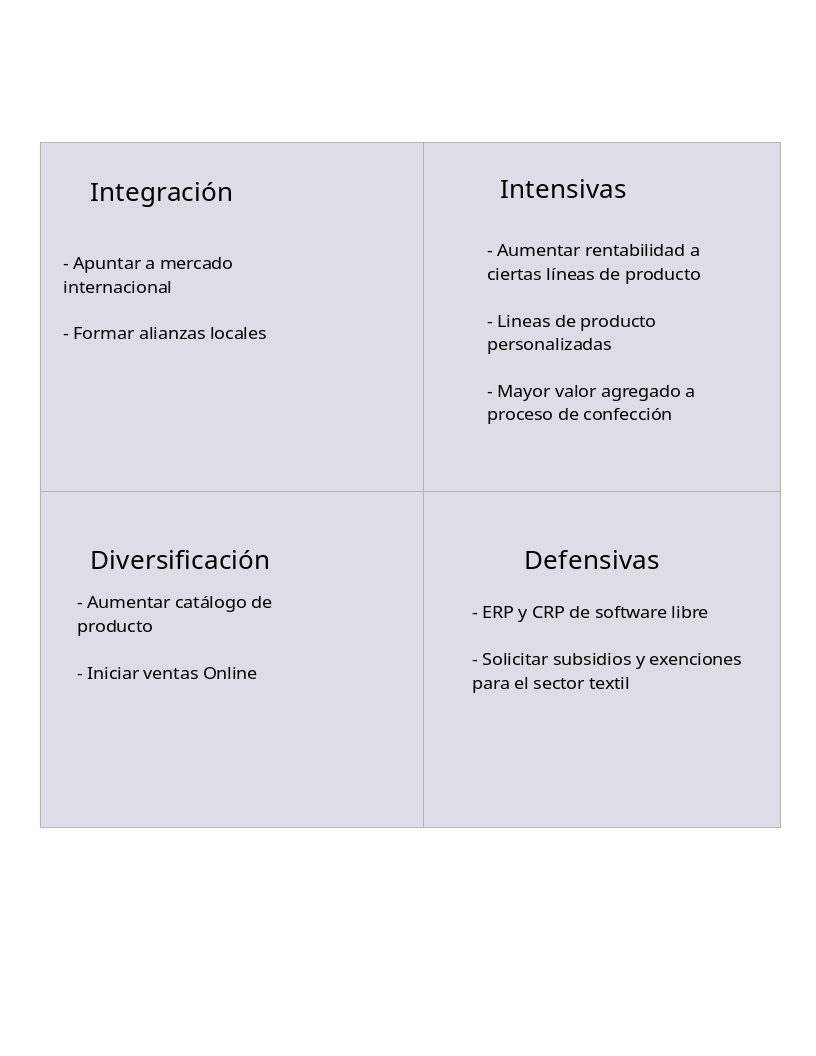 Integración
- Apuntar a mercado
internacional
- Formar alianzas locales
Intensivas
- Aumentar rentabilidad a
ciertas líneas de producto
- Lineas de producto
personalizadas
- Mayor valor agregado a
proceso de confección
Diversificación
- Aumentar catálogo de
producto
- Iniciar ventas Online
Defensivas
- ERP y CRP de software libre
- Solicitar subsidios y exenciones
para el sector textil